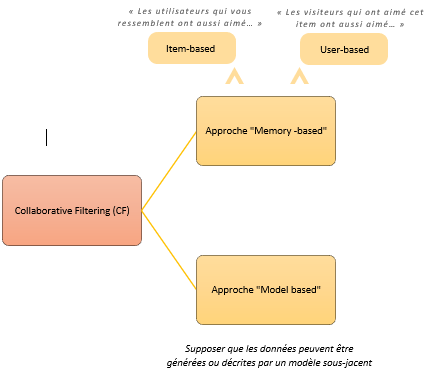 « Les utilisateurs qui vous
ressemblent ont aussi aimé… »
« Les visiteurs qui ont aimé cet
item ont aussi aimé… »
Item-based
User-based
Approche "Memory -based"
Collaborative Filtering (CF)
Approche "Model based"
Supposer que les données peuvent être
générées ou décrites par un modèle sous-jacent